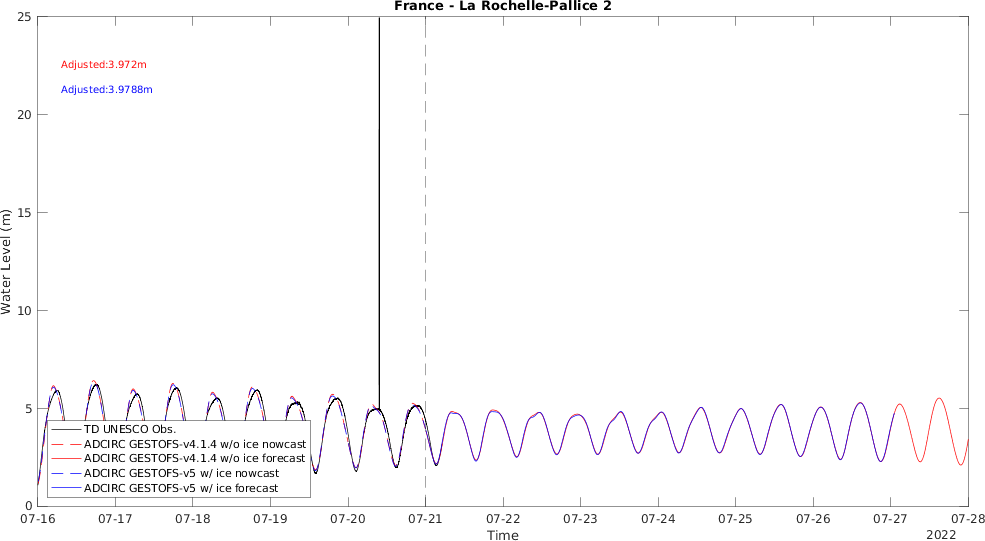 France - La Rochelle-Pallice 2
25
Adjusted:3.972m
Adjusted:3.9788m
20
15
Water Level (m)
10
5
TD UNESCO Obs.
ADCIRC GESTOFS-v4.1.4 w/o ice nowcast
ADCIRC GESTOFS-v4.1.4 w/o ice forecast
ADCIRC GESTOFS-v5 w/ ice nowcast
ADCIRC GESTOFS-v5 w/ ice forecast
0
07-16 07-17 07-18 07-19 07-20 07-21 07-22 07-23 07-24 07-25 07-26 07-27 07-28
Time
2022